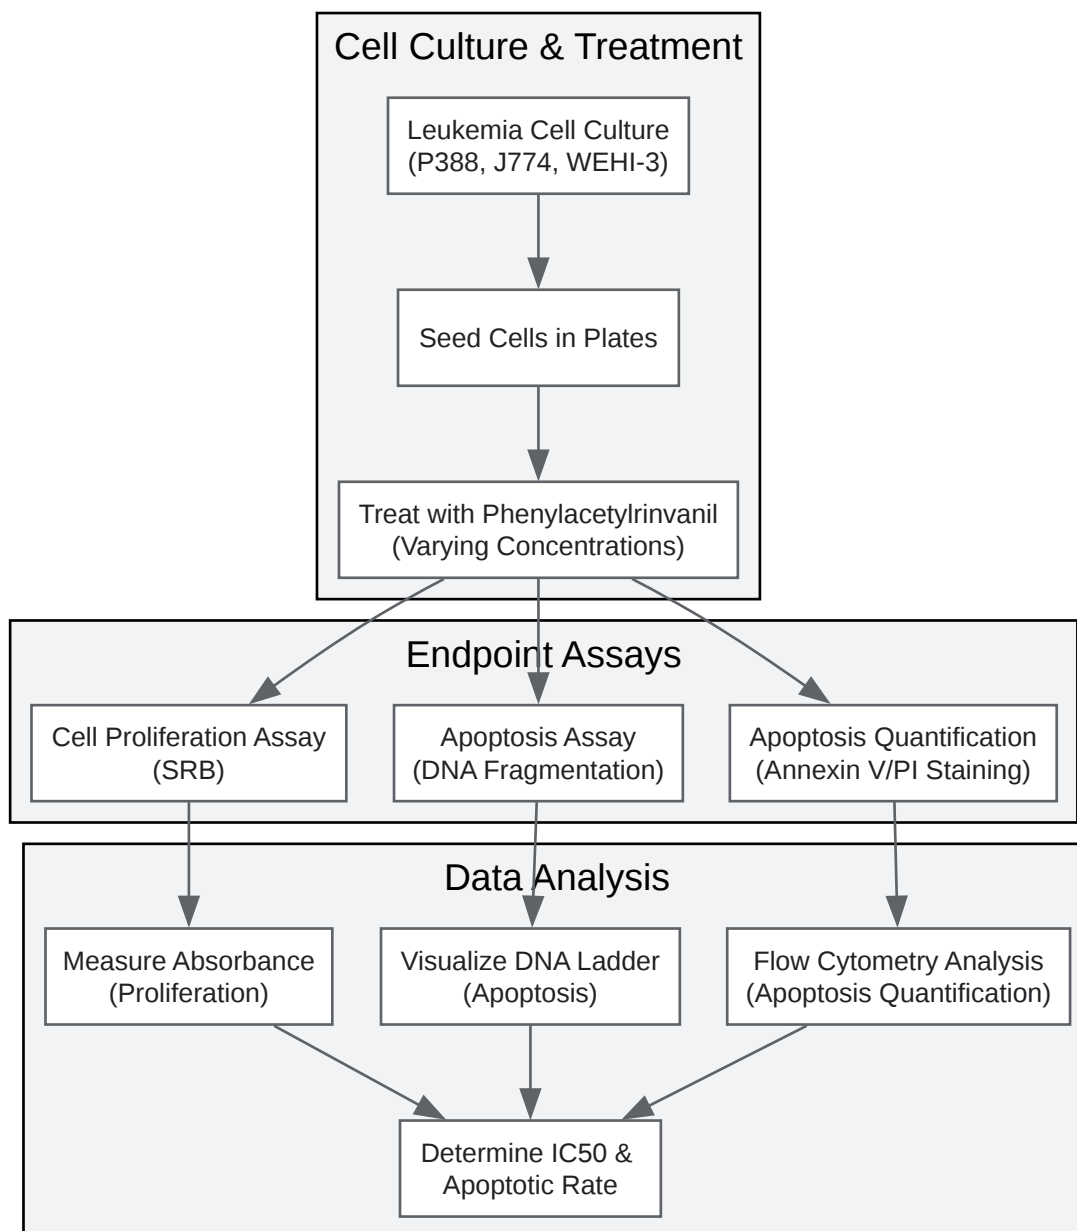 Cell Culture & Treatment
Leukemia Cell Culture
(P388, J774, WEHI-3)
Seed Cells in Plates
Treat with Phenylacetylrinvanil
(Varying Concentrations)
Endpoint Assays
Cell Proliferation Assay
(SRB)
Apoptosis Assay
(DNA Fragmentation)
Apoptosis Quantification
(Annexin V/PI Staining)
Data Analysis
Measure Absorbance
(Proliferation)
Visualize DNA Ladder
(Apoptosis)
Flow Cytometry Analysis
(Apoptosis Quantification)
Determine IC50 &
Apoptotic Rate